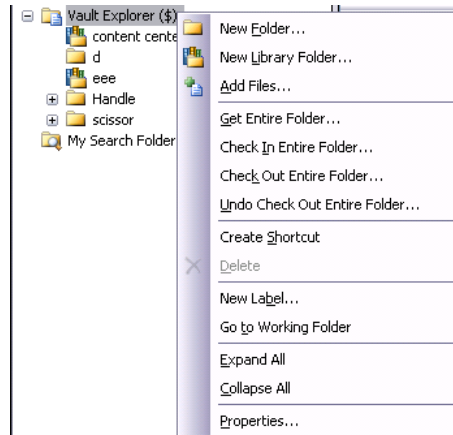 Vault Explorer ($)
content cente
d
eee
Handle
scissor
My Search Folder
New Folder...
New Library Folder...
Add Files...
Get Entire Folder...
Check In Entire Folder...
Check Out Entire Folder...
Undo Check Out Entire Folder...
Create Shortcut
Delete
New Label...
Go to Working Folder
Expand All
Collapse All
Properties...